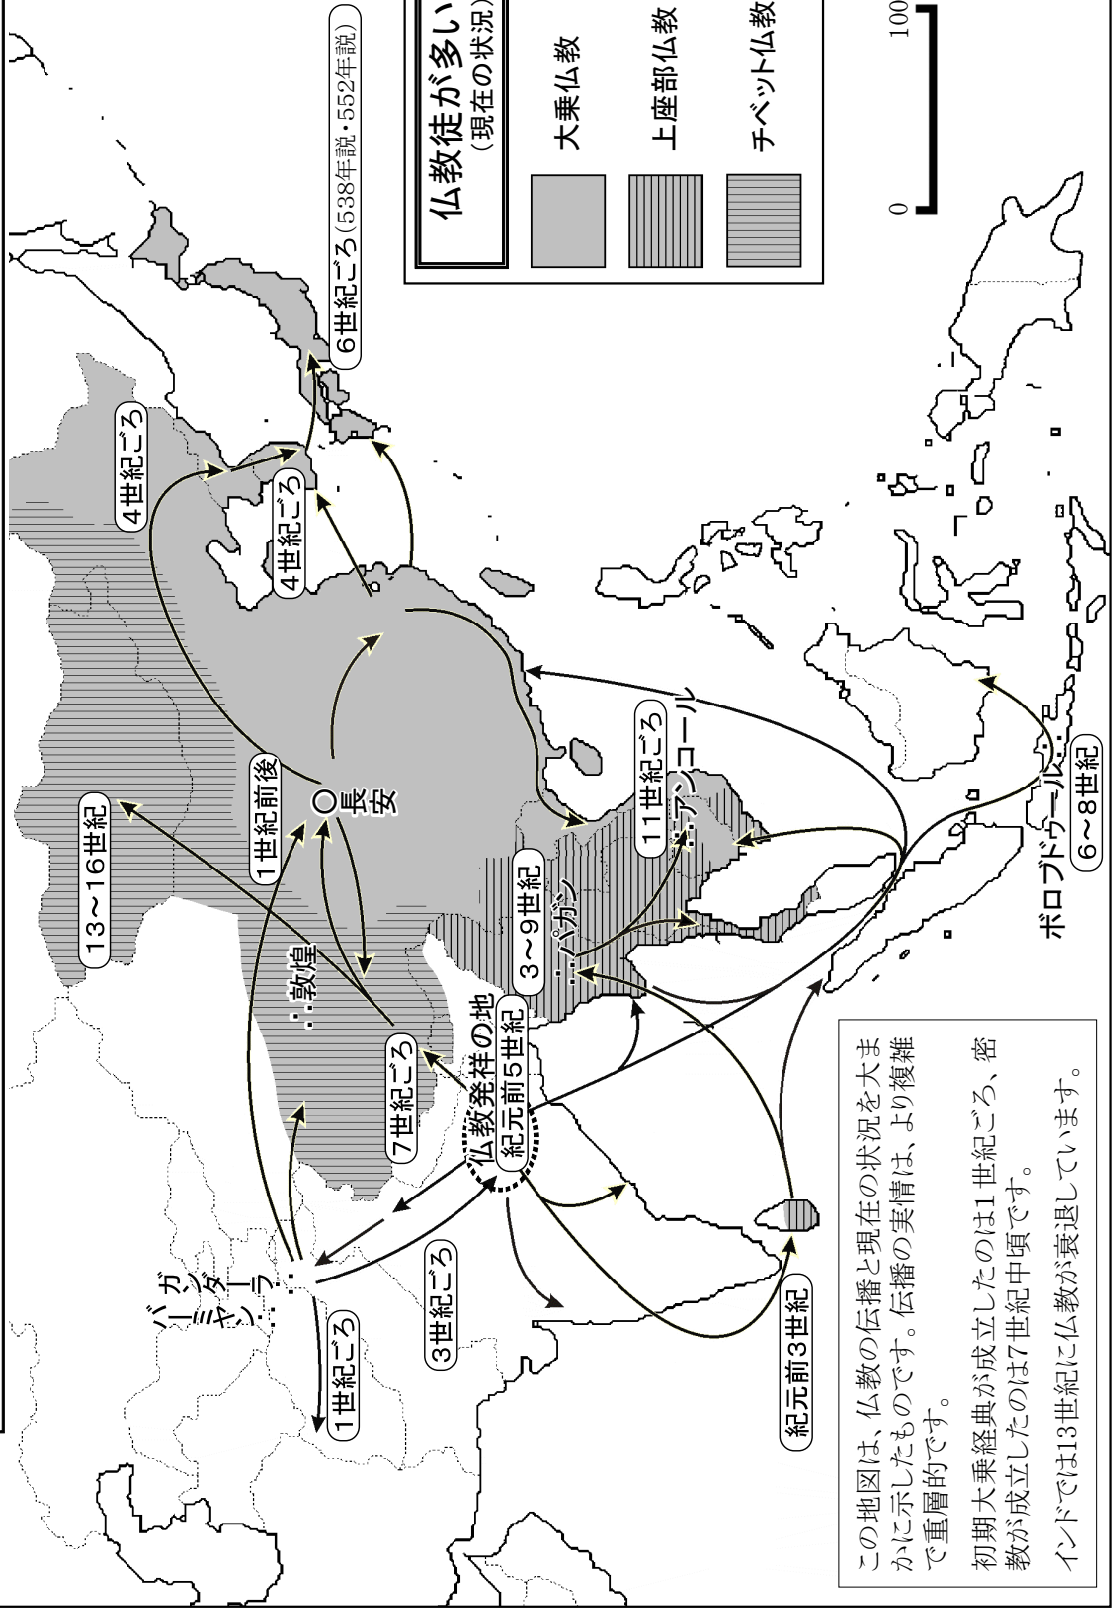 仏教徒が多い
(現在の状況)
大乗仏教
上座部仏教
チベット仏教
0
100
6世紀ごろ(538年説・552年説)
4世紀ごろ
4世紀ごろ
13～16世紀
1世紀前後
長安
∴敦煌
7世紀ごろ
仏教発祥の地
紀元前5世紀
3～9世紀
∴パガン
11世紀ごろ
∴アンコール
ガンダーラ∴
バーミヤン∴
1世紀ごろ
3世紀ごろ
紀元前3世紀
ボロブドゥール∴
6～8世紀
この地図は、仏教の伝播と現在の状況を大ま
かに示したものです。伝播の実情は、より複雑
で重層的です。
初期大乗経典が成立したのは1世紀ごろ、密
教が成立したのは7世紀中頃です。
インドでは13世紀に仏教が衰退しています。